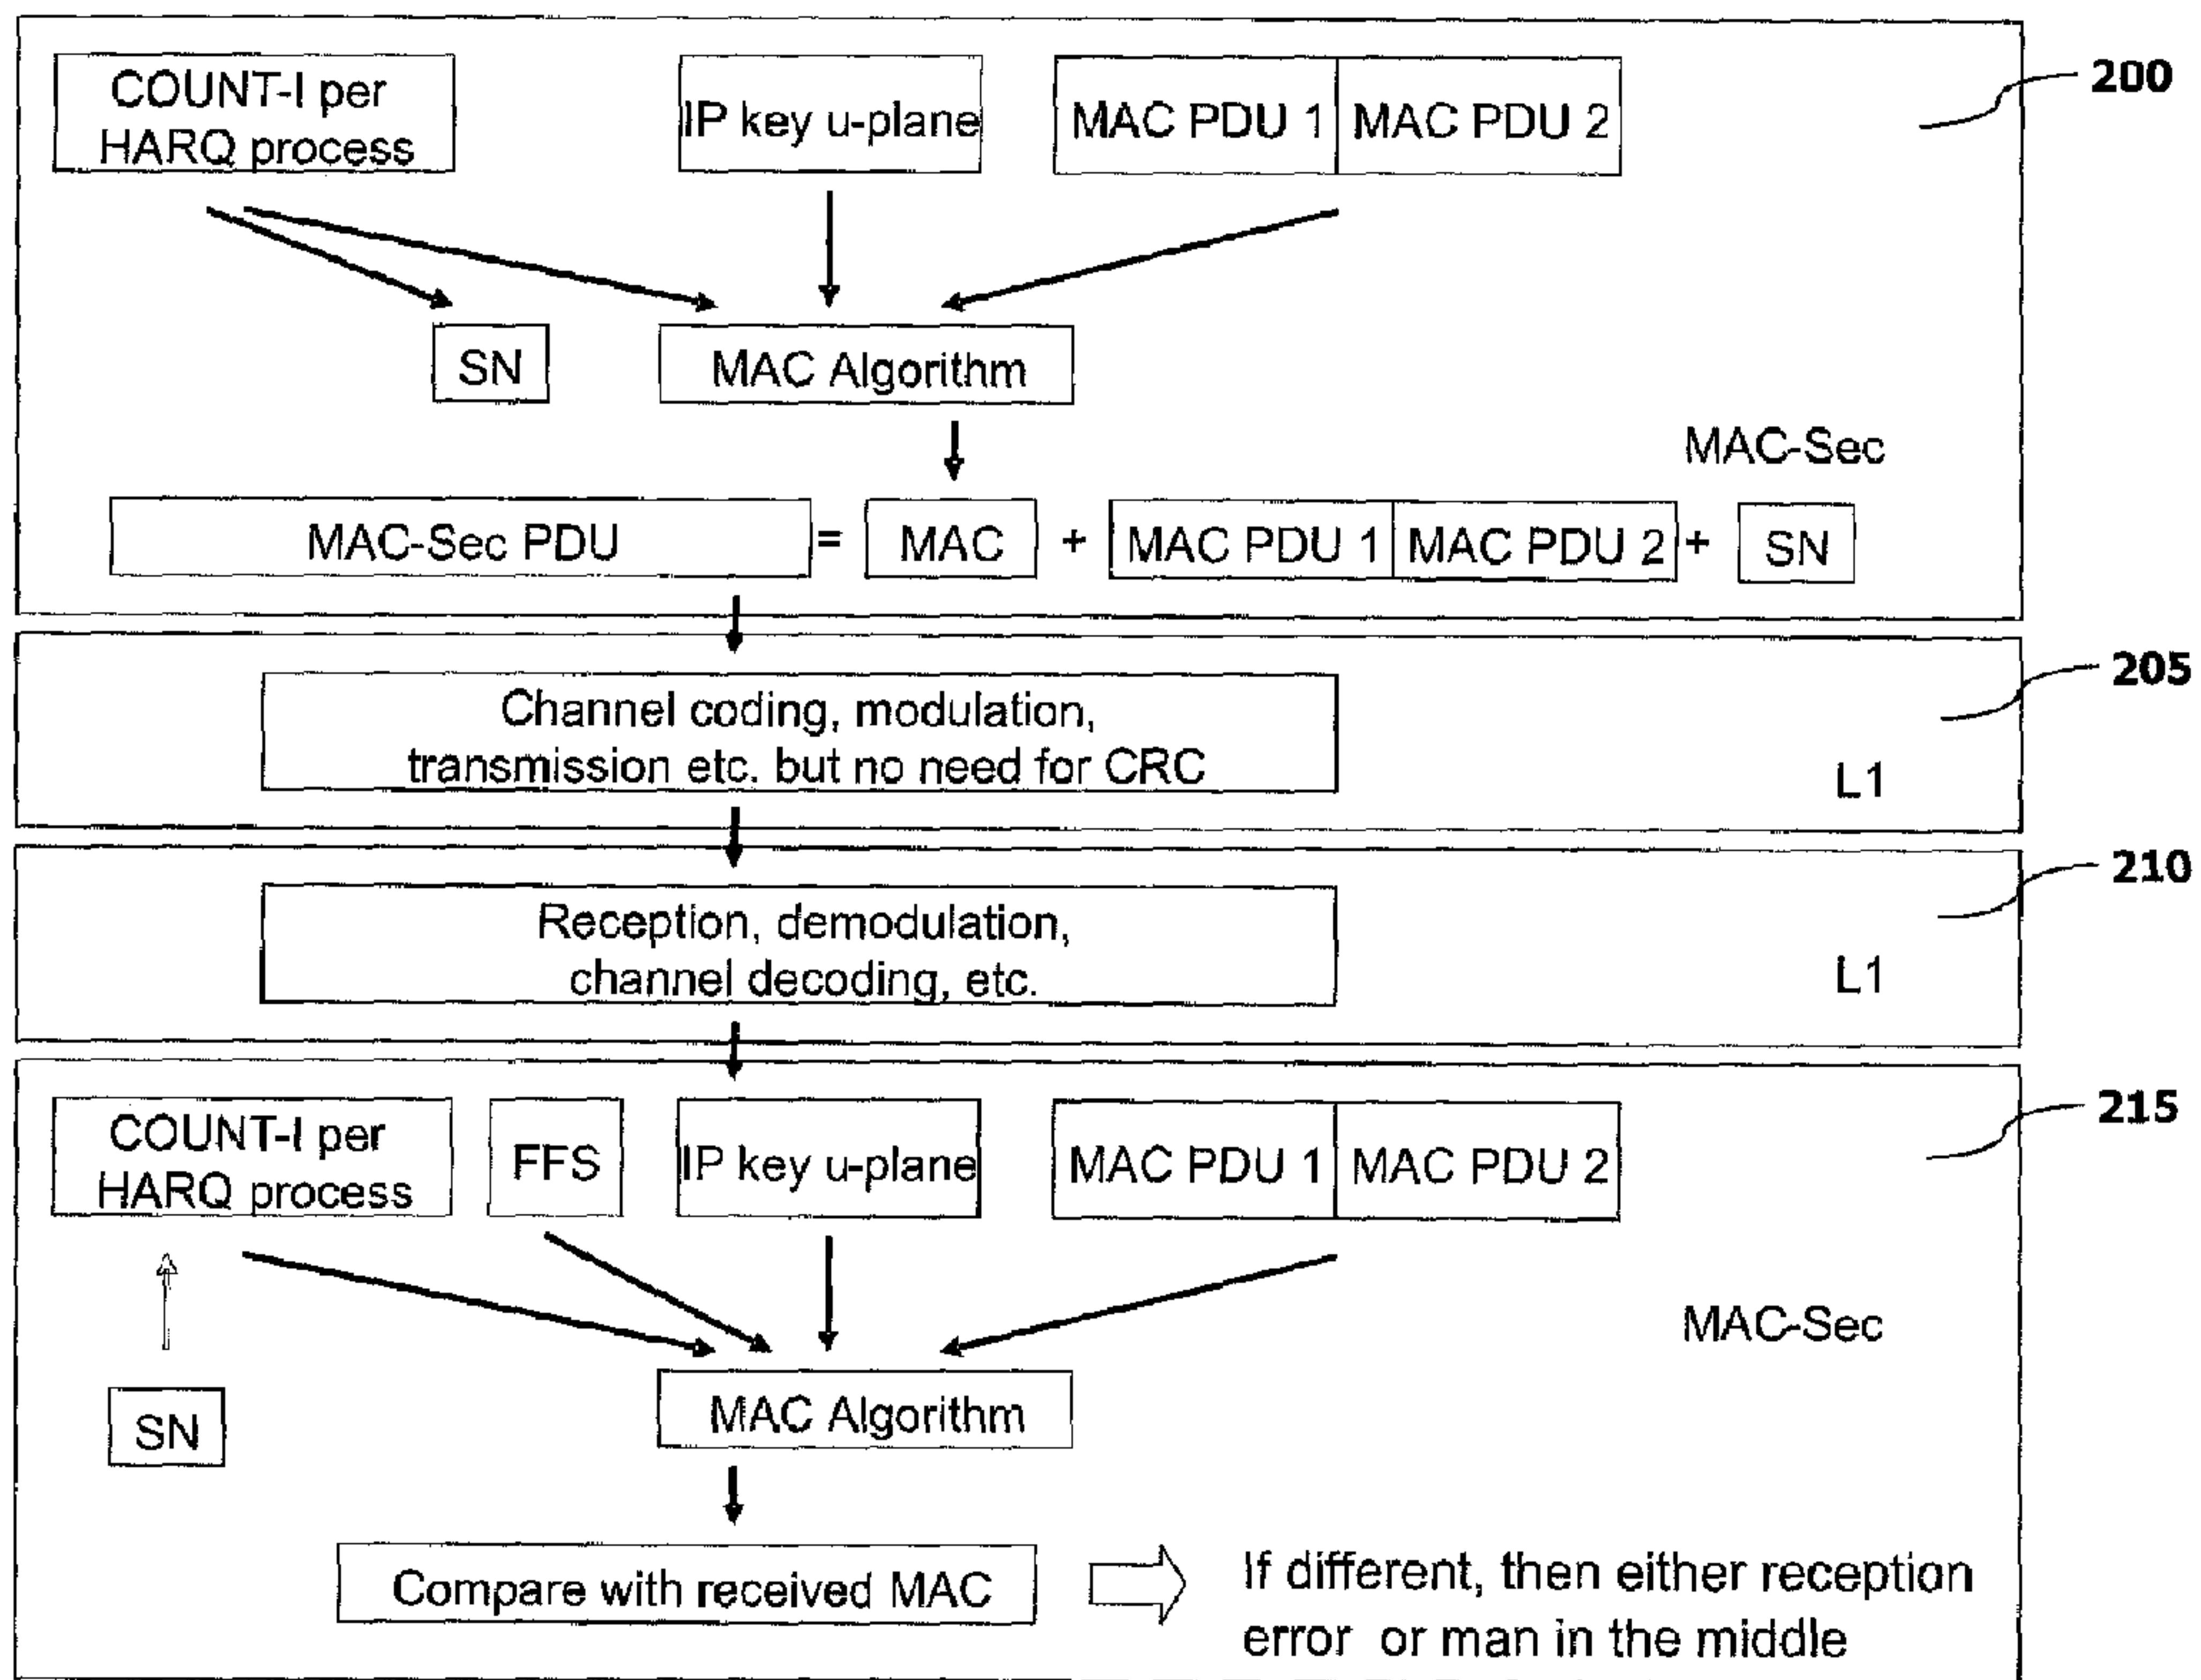 COUNT-I per
HARQ process
IP key u-plane
MAC PDU 1
MAC PDU 2
200
SN
MAC Algorithm
MAC-Sec
MAC-Sec PDU
=
MAC
+
MAC PDU 1
MAC PDU 2
+
SN
Channel coding, modulation,
transmission etc. but no need for CRC
L1
205
Reception, demodulation,
channel decoding, etc.
L1
210
COUNT-I per
HARQ process
FFS
IP key u-plane
MAC PDU 1
MAC PDU 2
215
MAC-Sec
SN
MAC Algorithm
Compare with received MAC
If different, then either reception
error or man in the middle